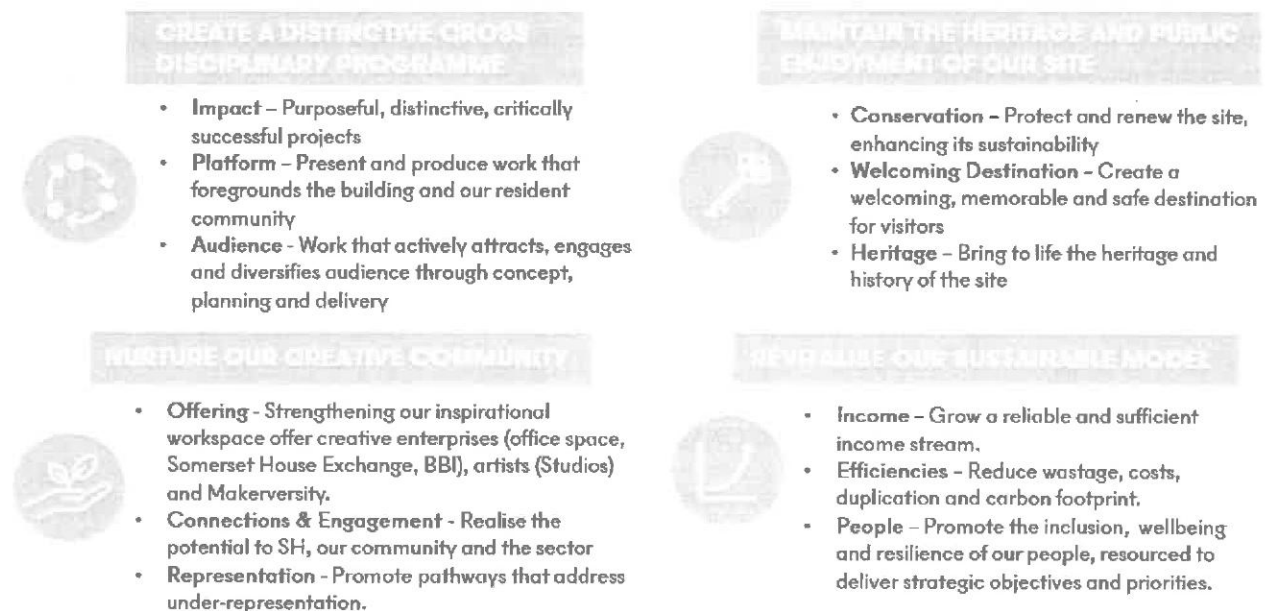 CREATE A DISTINCTIVE CROSS
DISCIPLINARY PROGRAMME
• Impact – Purposeful, distinctive, critically
successful projects
• Platform – Present and produce work that
foregrounds the building and our resident
community
• Audience - Work that actively attracts, engages
and diversifies audience through concept,
planning and delivery
MAINTAIN THE HERITAGE AND PUBLIC
ENJOYMENT OF OUR SITE
• Conservation – Protect and renew the site,
enhancing its sustainability
• Welcoming Destination - Create a
welcoming, memorable and safe destination
for visitors
• Heritage – Bring to life the heritage and
history of the site
NURTURE OUR CREATIVE COMMUNITY
• Offering - Strengthening our inspirational
workspace offer creative enterprises (office space,
Somerset House Exchange, BBI), artists (Studios)
and Makerversity.
• Connections & Engagement - Realise the
potential to SH, our community and the sector
• Representation - Promote pathways that address
under-representation.
REVITALISE OUR SUSTAINABLE MODEL
• Income – Grow a reliable and sufficient
income stream.
• Efficiencies – Reduce wastage, costs,
duplication and carbon footprint.
• People – Promote the inclusion, wellbeing
and resilience of our people, resourced to
deliver strategic objectives and priorities.